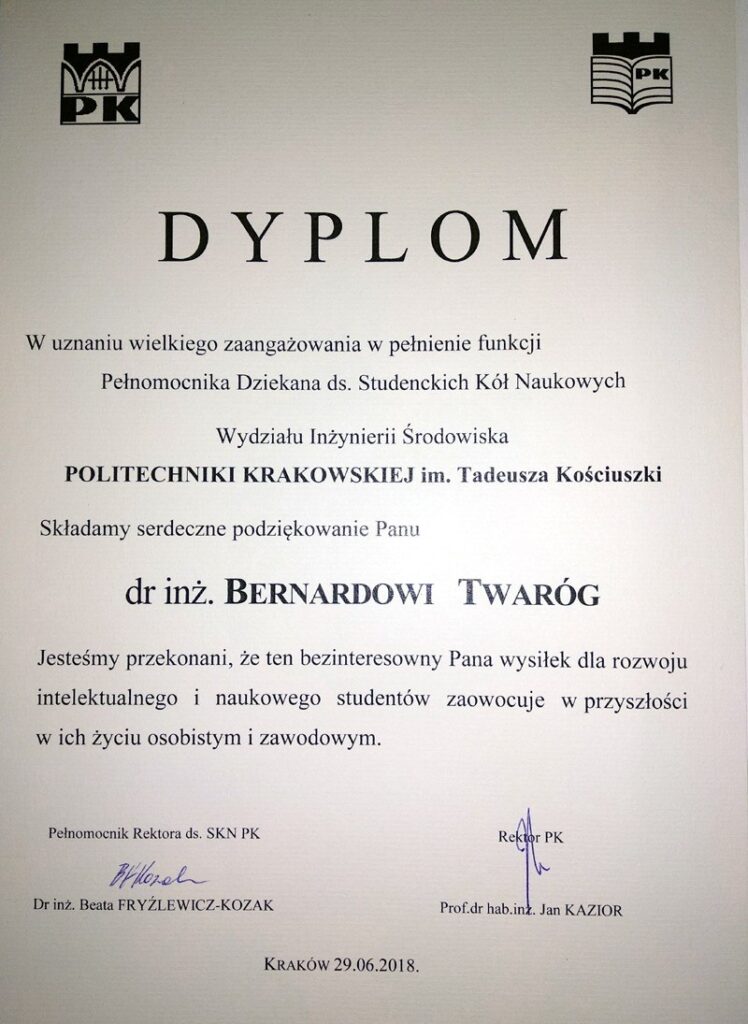 PK
PK
DYPLOM
W uznaniu wielkiego zaangażowania w pełnienie funkcji
Pełnomocnika Dziekana ds. Studenckich Kół Naukowych
Wydziału Inżynierii Środowiska
POLITECHNIKI KRAKOWSKIEJ im. Tadeusza Kościuszki
Składamy serdeczne podziękowanie Panu
dr inż. BERNARDOWI TWARÓG
Jesteśmy przekonani, że ten bezinteresowny Pana wysiłek dla rozwoju
intelektualnego i naukowego studentów zaowocuje w przyszłości
w ich życiu osobistym i zawodowym.
Pełnomocnik Rektora ds. SKN PK
Rektor PK
BFKozak
Dr inż. Beata FRYŹLEWICZ-KOZAK
Prof.dr hab.inż. Jan KAZIOR
KRAKÓW 29.06.2018.